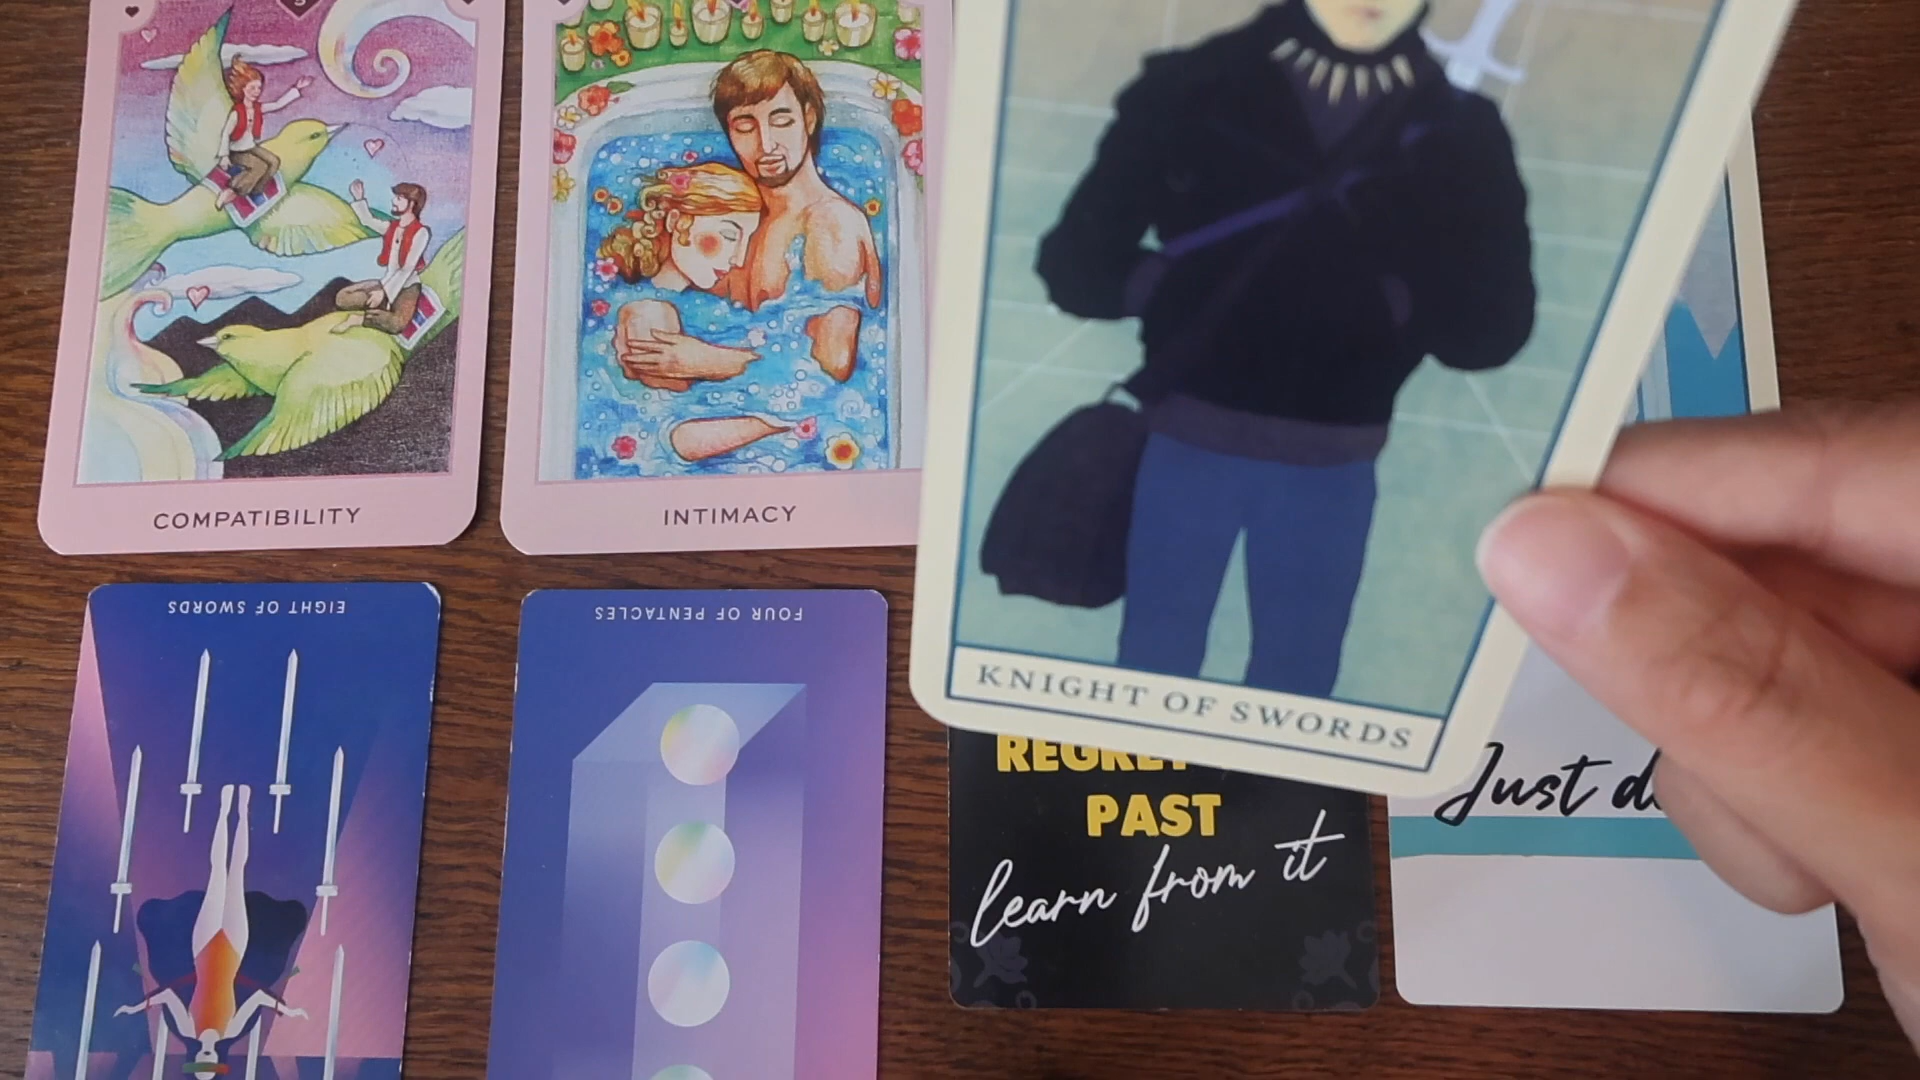 COMPATIBILITY
INTIMACY
KNIGHT OF SWORDS
EIGHT OF SWORDS
FOUR OF PENTACLES
PAST
learn from it
Just